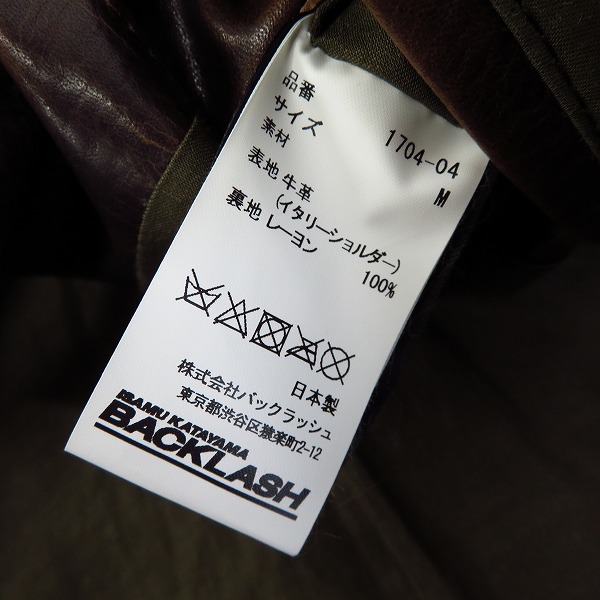 品番 1704-04
サイズ M
素材
表地 牛革
(イタリーショルダー)
裏地 レーヨン 100%
日本製
株式会社バックラッシュ
東京都渋谷区猿楽町2-12
ISAMU KATAYAMA
BACKLASH